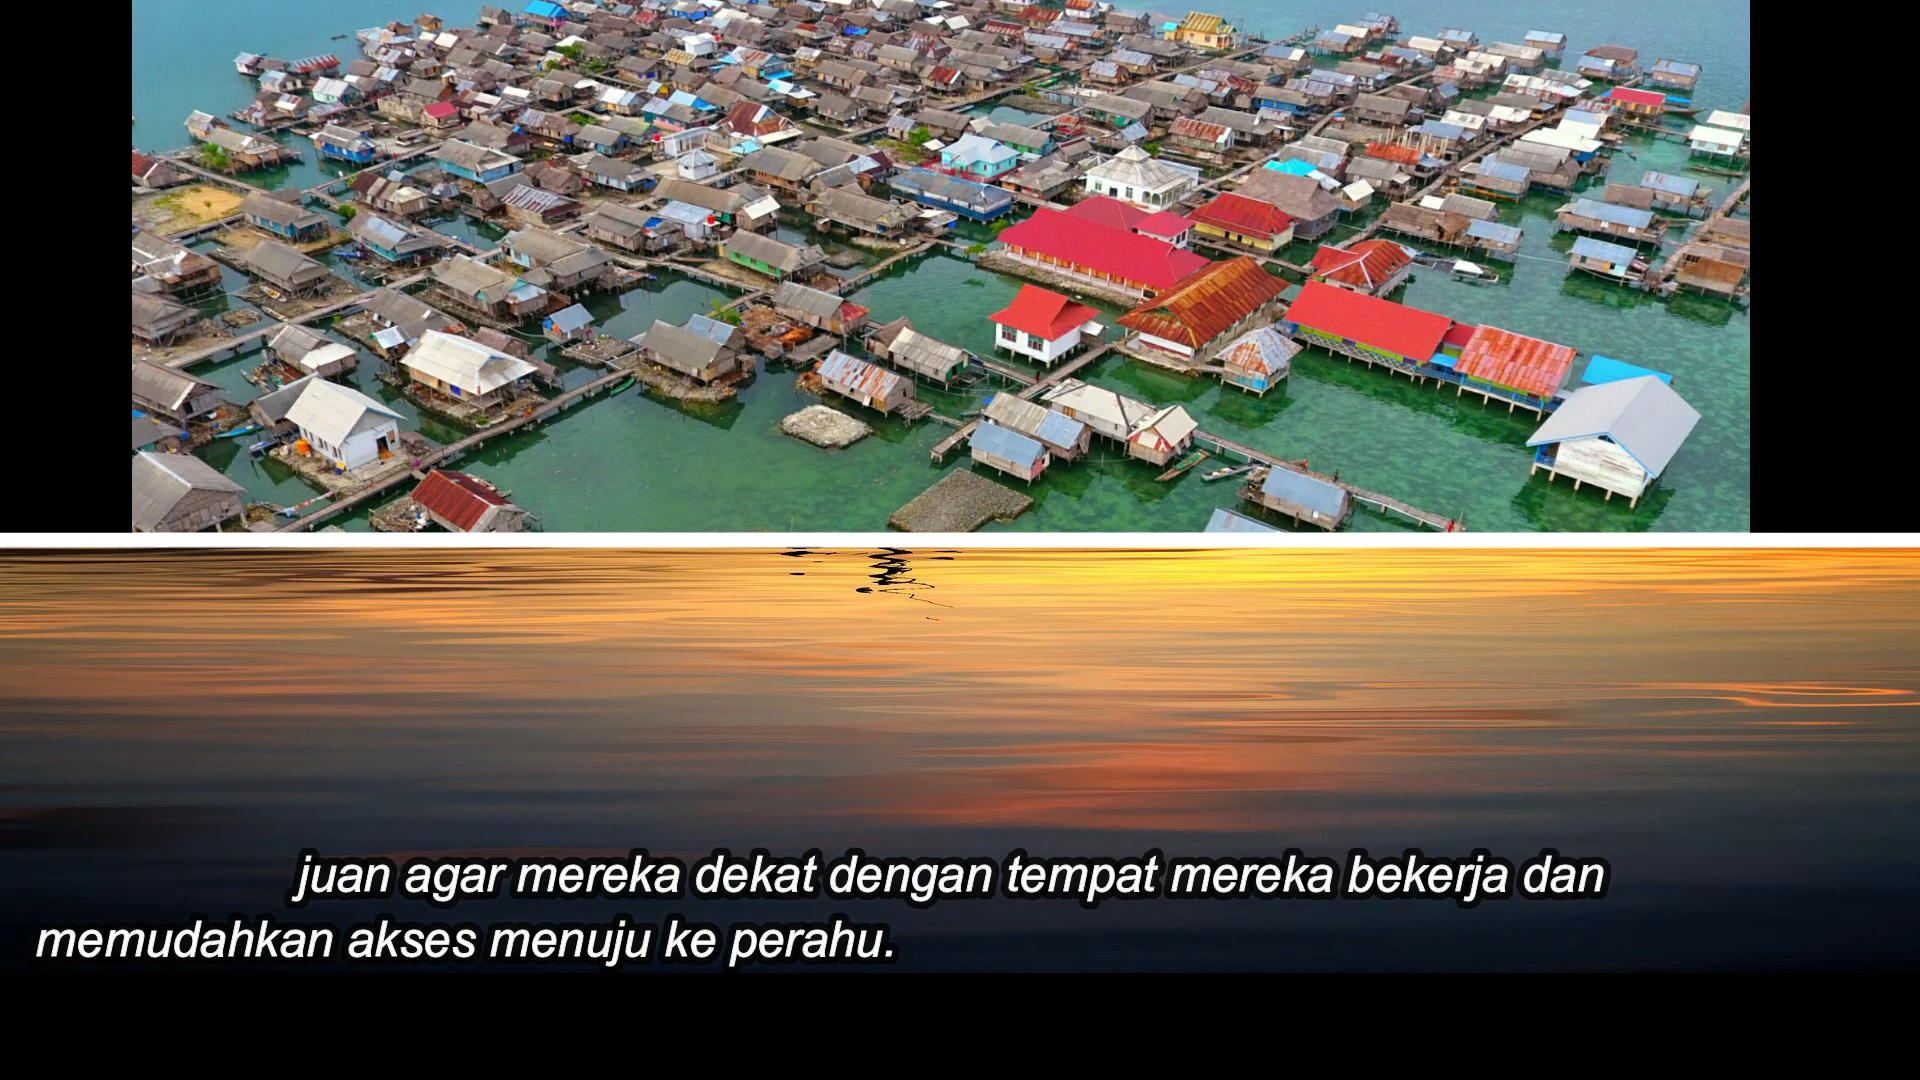 juan agar mereka dekat dengan tempat mereka bekerja dan
memudahkan akses menuju ke perahu.